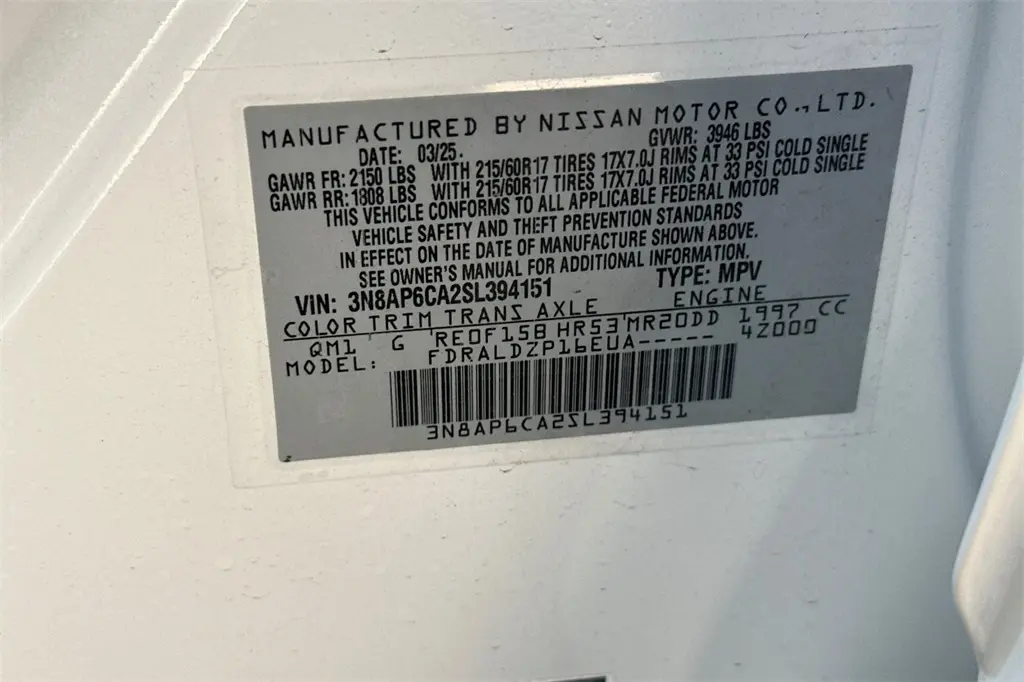 MANUFACTURED BY NISSAN MOTOR CO., LTD.
DATE: 03/25. GVWR: 3946 LBS
GAWR FR: 2150 LBS WITH 215/60R17 TIRES 17X7.0J RIMS AT 33 PSI COLD SINGLE
GAWR RR: 1808 LBS WITH 215/60R17 TIRES 17X7.0J RIMS AT 33 PSI COLD SINGLE
THIS VEHICLE CONFORMS TO ALL APPLICABLE FEDERAL MOTOR
VEHICLE SAFETY AND THEFT PREVENTION STANDARDS
IN EFFECT ON THE DATE OF MANUFACTURE SHOWN ABOVE.
SEE OWNER'S MANUAL FOR ADDITIONAL INFORMATION.
VIN: 3N8AP6CA2SL394151 TYPE: MPV
COLOR TRIM TRANS AXLE ENGINE
QM1 G RE0F15B HR53 MR20DD 1997 CC
MODEL: FDRALDZP16EUA----- 4Z000
3N8AP6CA2SL394151